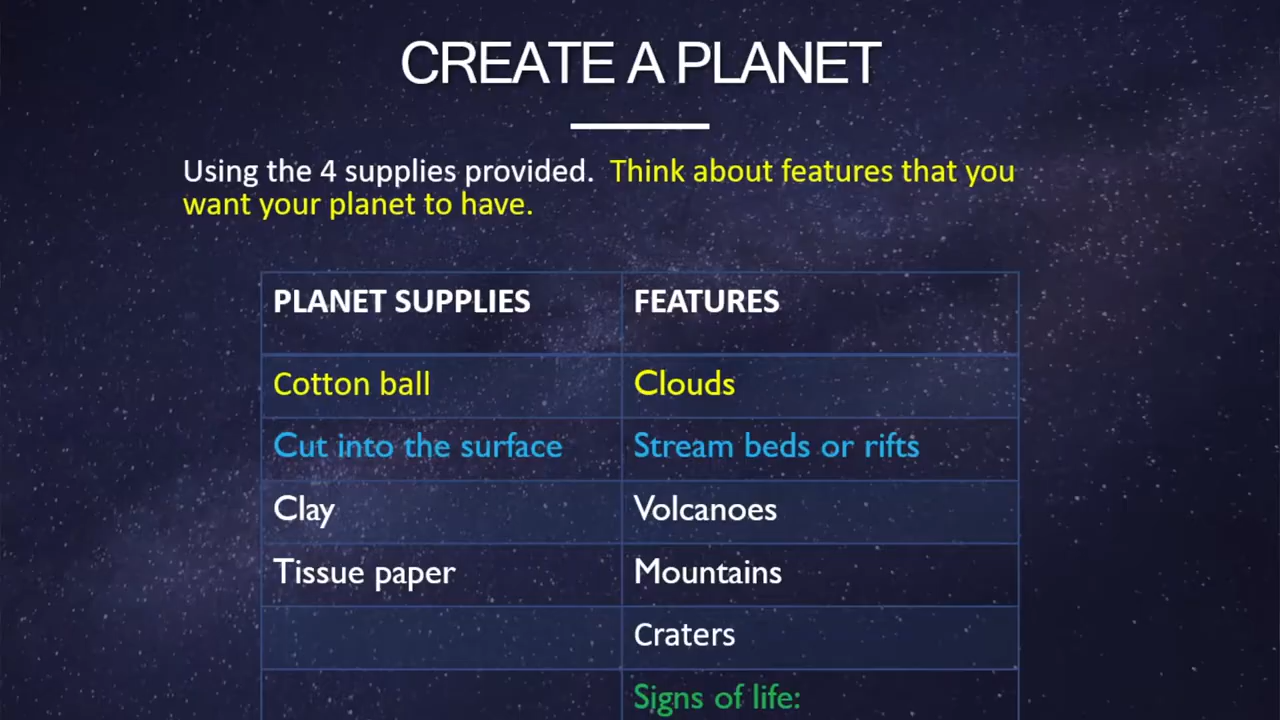 CREATE A PLANET
Using the 4 supplies provided. Think about features that you
want your planet to have.
PLANET SUPPLIES FEATURES
Cotton ball Clouds
Cut into the surface Stream beds or rifts
Clay Volcanoes
Tissue paper Mountains
Craters
Signs of life: